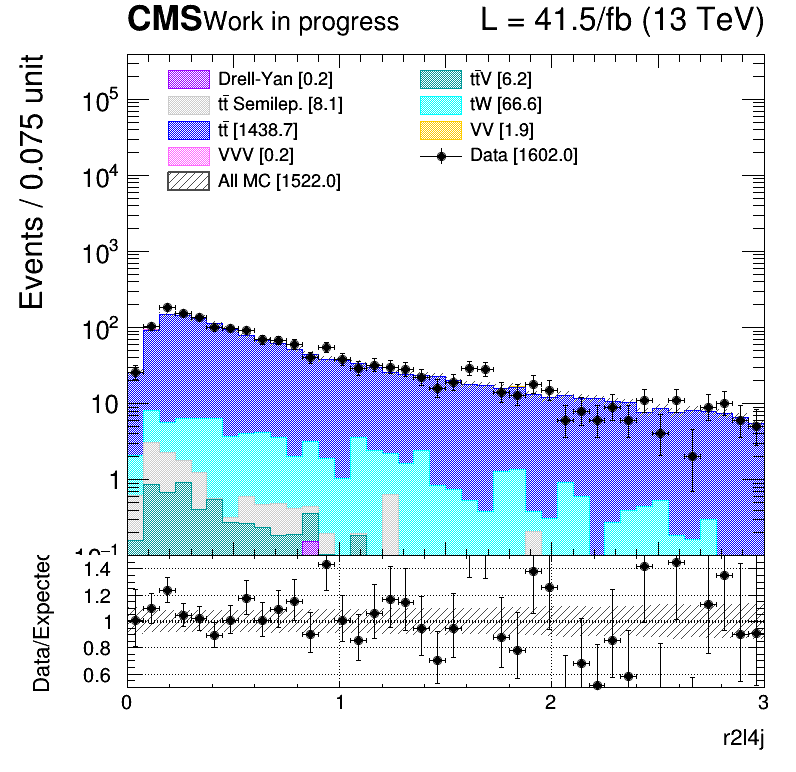 CMS Work in progress L = 41.5/fb (13 TeV)
Events / 0.075 unit
Drell-Yan [0.2]
tt̄ Semilep. [8.1]
tt̄ [1438.7]
VVV [0.2]
All MC [1522.0]
tt̄V [6.2]
tW [66.6]
VV [1.9]
Data [1602.0]
10⁵
10⁴
10³
10²
10
1
10⁻¹
Data/Expected
1.4
1.2
1
0.8
0.6
0 1 2 3
r2l4j